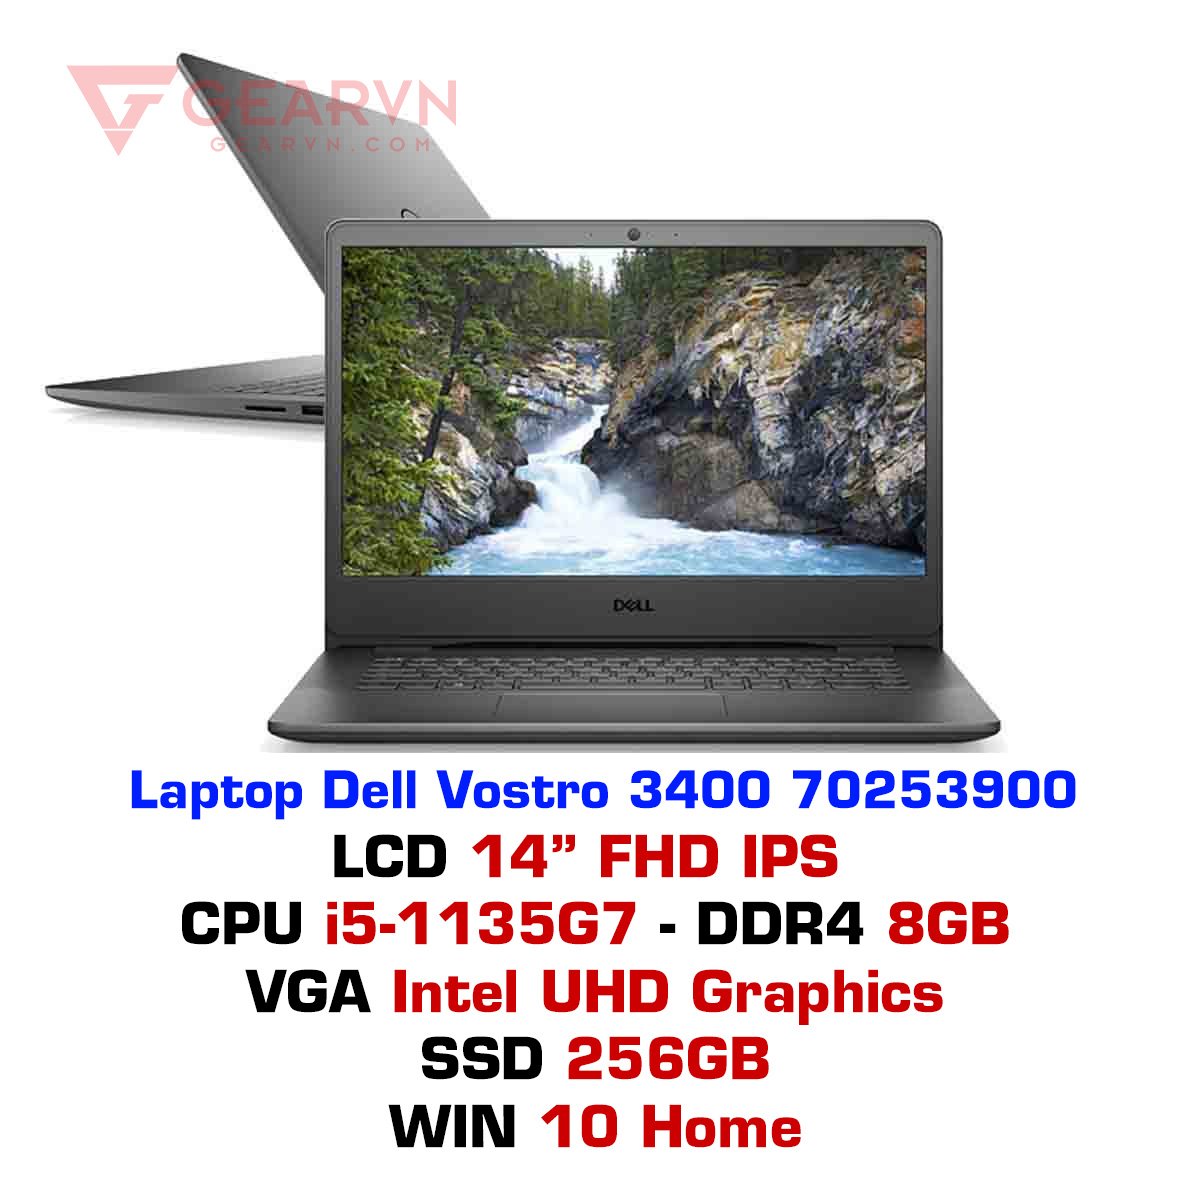 GEARVN
GEARVN.COM
DELL
Laptop Dell Vostro 3400 70253900
LCD 14” FHD IPS
CPU i5-1135G7 - DDR4 8GB
VGA Intel UHD Graphics
SSD 256GB
WIN 10 Home